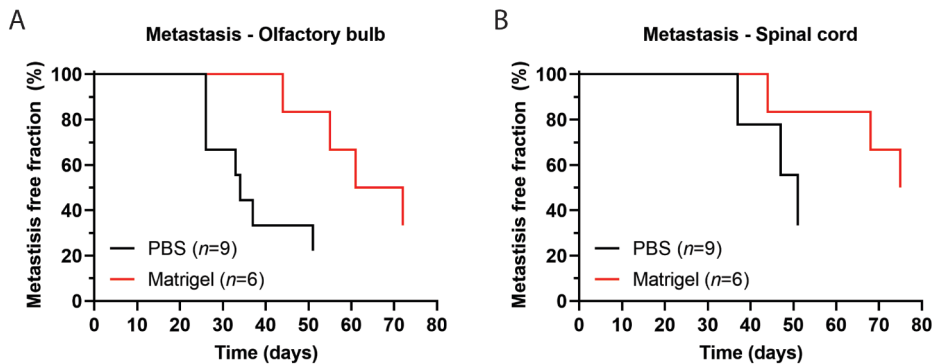 A
Metastasis - Olfactory bulb
Metastisis free fraction (%)
100
80
60
40
20
0
PBS (n=9)
Matrigel (n=6)
0 10 20 30 40 50 60 70 80
Time (days)
B
Metastasis - Spinal cord
Metastisis free fraction (%)
100
80
60
40
20
0
PBS (n=9)
Matrigel (n=6)
0 10 20 30 40 50 60 70 80
Time (days)